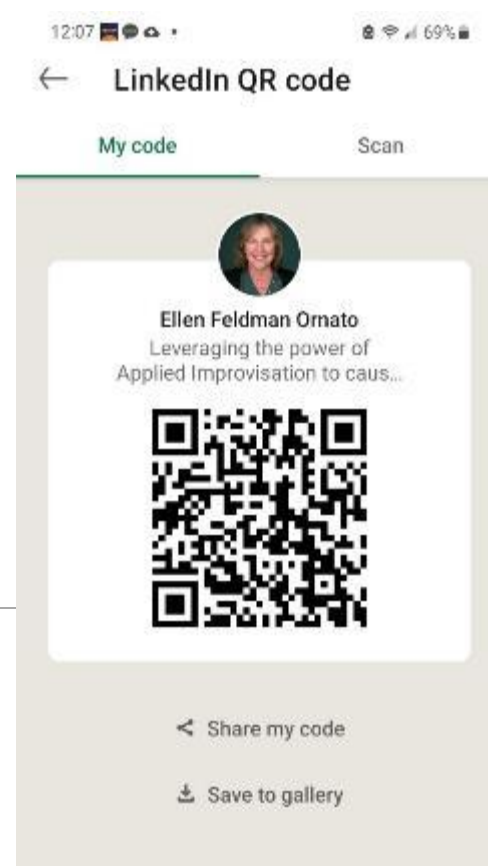 12:07
69%
LinkedIn QR code
My code
Scan
Ellen Feldman Ornato
Leveraging the power of
Applied Improvisation to caus...
Share my code
Save to gallery